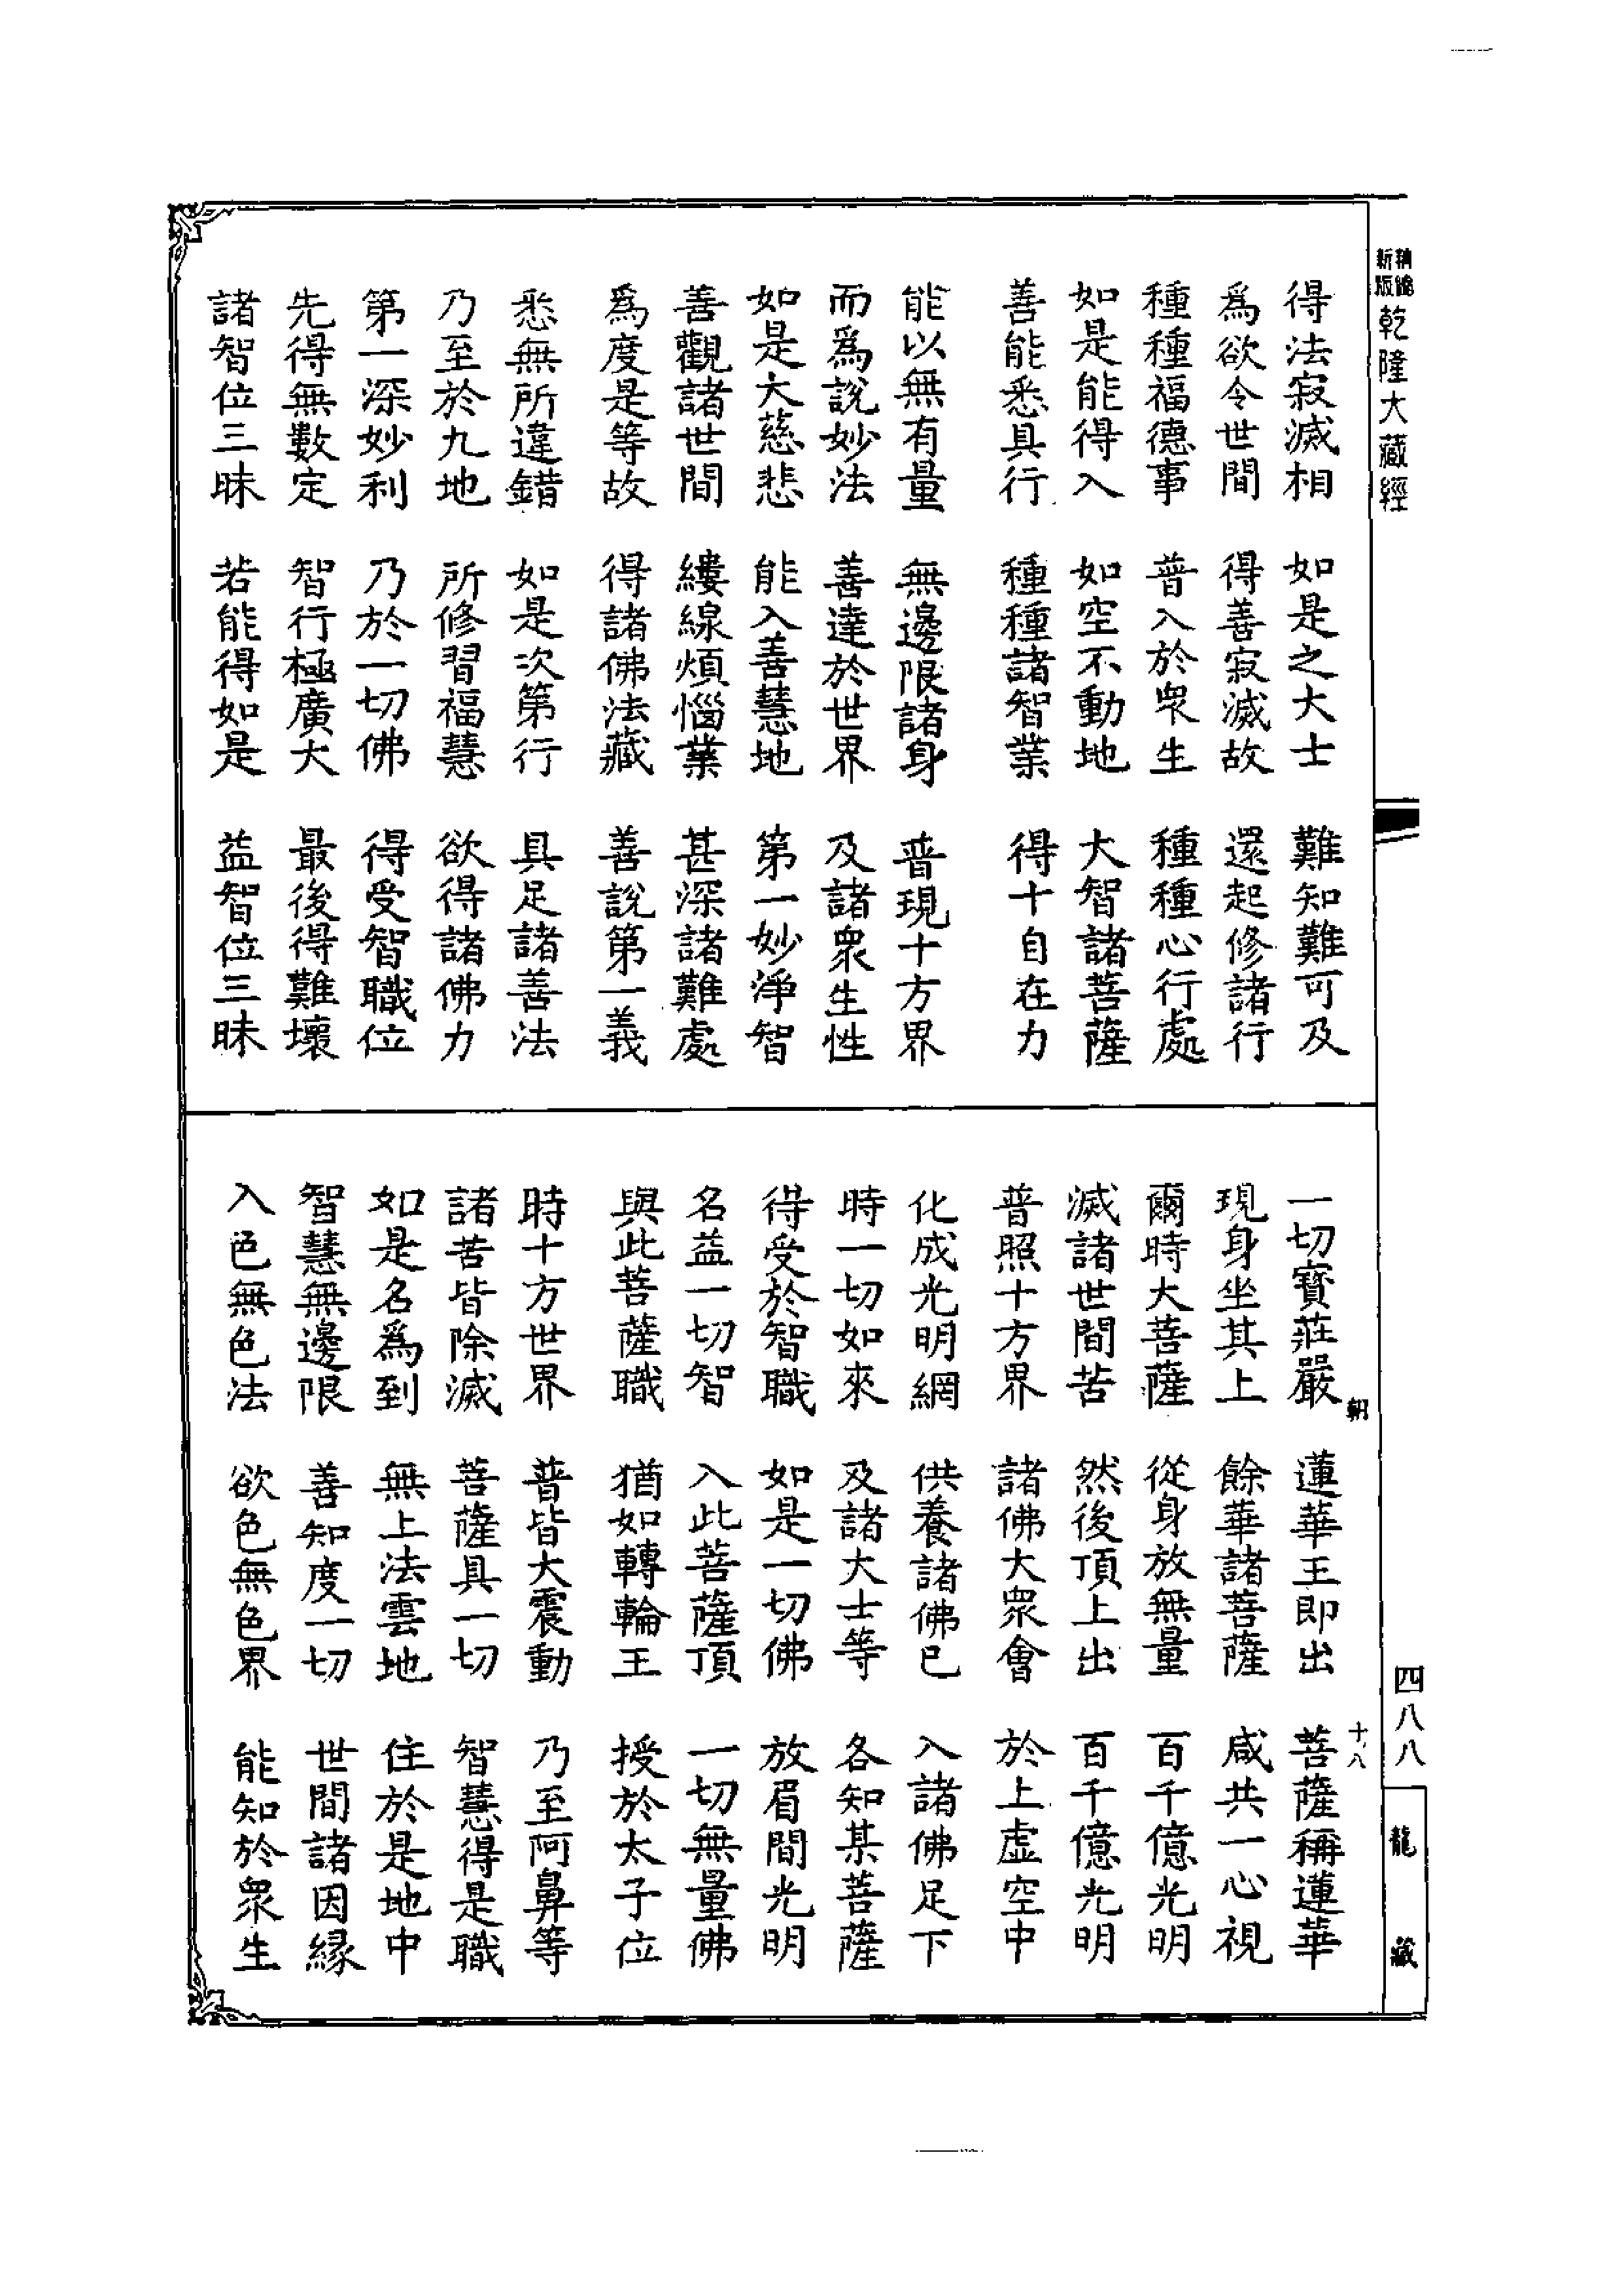 新版
精縮
乾隆大藏經
得法寂滅相 如是之大士 難知難可及
為欲令世間 得善寂滅故 還起修諸行
種種福德事 普入於衆生 種種心行處
如是能得入 如空不動地 大智諸菩薩
善能悉具行 種種諸智業 得十自在力
能以無有量 無邊限諸身 普現十方界
而爲說妙法 善達於世界 及諸衆生性
如是大慈悲 能入善慧地 第一妙淨智
善觀諸世間 縷線煩惱業 甚深諸難處
爲度是等故 得諸佛法藏 善說第一義
悉無所違錯 如是次第行 具足諸善法
乃至於九地 所修習福慧 欲得諸佛力
第一深妙利 乃於一切佛 得受智職位
先得無數定 智行極廣大 最後得難壞
諸智位三昧 若能得如是 益智位三昧
一切寳莊嚴 蓮華王即出 菩薩稱蓮華
現身坐其上 餘華諸菩薩 咸共一心視
爾時大菩薩 從身放無量 百千億光明
滅諸世間苦 然後頂上出 百千億光明
普照十方界 諸佛大衆會 於上虛空中
化成光明網 供養諸佛已 入諸佛足下
時一切如來 及諸大士等 各知某菩薩
得受於智職 如是一切佛 放眉間光明
名益一切智 入此菩薩頂 一切無量佛
與此菩薩職 猶如轉輪王 授於太子位
時十方世界 普皆大震動 乃至阿鼻等
諸苦皆除滅 菩薩具一切 智慧得是職
如是名爲到 無上法雲地 住於是地中
智慧無邊限 善知度一切 世間諸因緣
入色無色法 欲色無色界 能知於衆生
朝
十八
四八八
龍藏